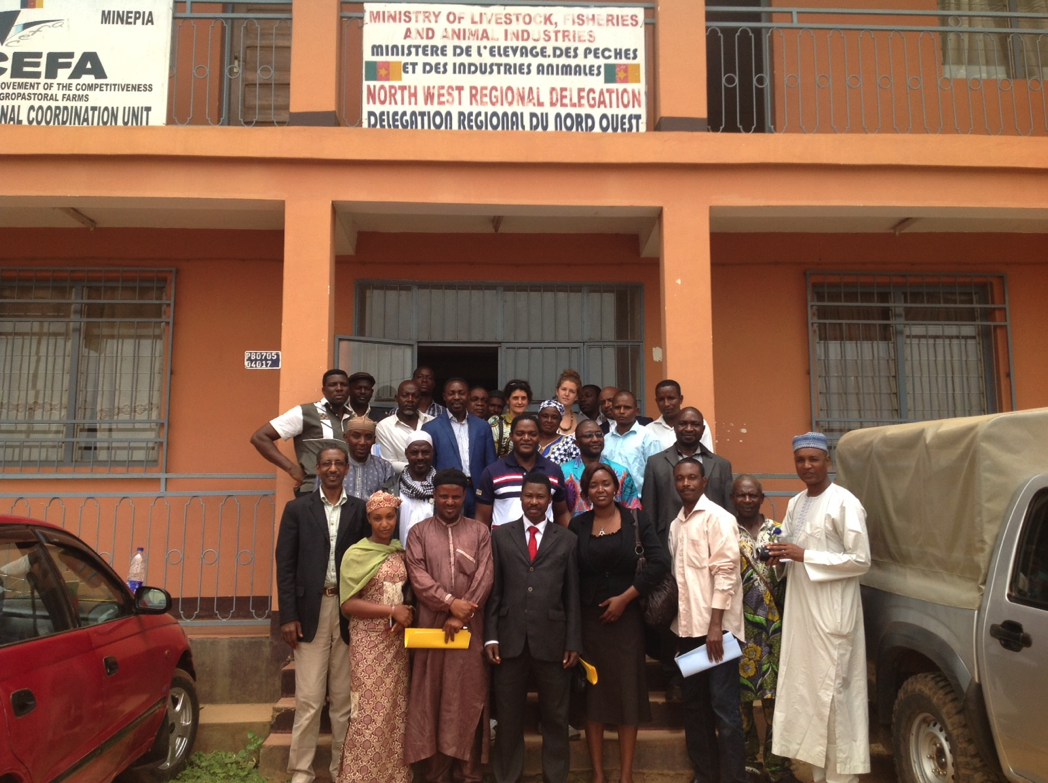 MINEPIA
CEFA
OVEMENT OF THE COMPETITIVENESS
GROPASTORAL FARMS
NAL COORDINATION UNIT
MINISTRY OF LIVESTOCK, FISHERIES,
AND ANIMAL INDUSTRIES
MINISTERE DE L'ELEVAGE.DES PECHES
ET DES INDUSTRIES ANIMALES
NORTH WEST REGIONAL DELEGATION
DELEGATION REGIONAL DU NORD OUEST
PB0705
04017